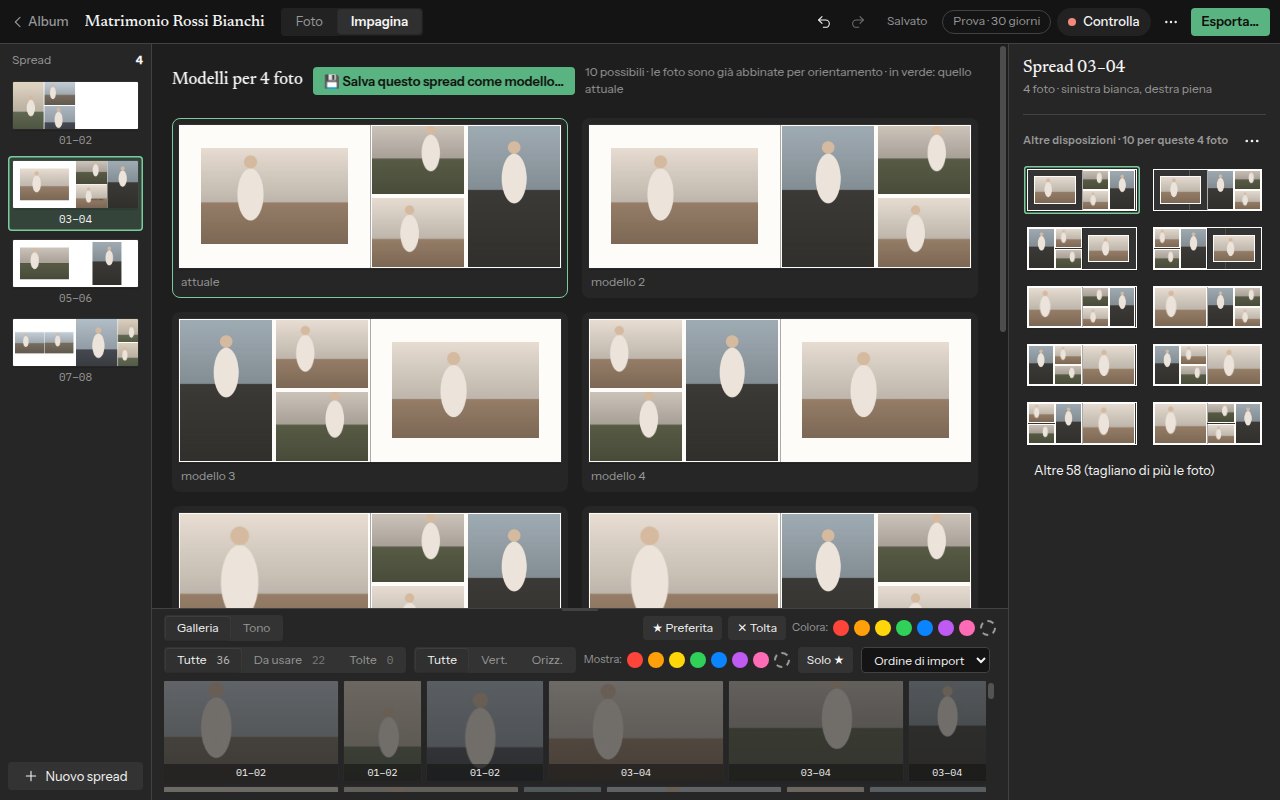 Album
Matrimonio Rossi Bianchi
Foto
Impagina
Salvato
Prova · 30 giorni
Controlla
Esporta…
Spread
4
01–02
03–04
05–06
07–08
Nuovo spread
Modelli per 4 foto
💾 Salva questo spread come modello…
10 possibili · le foto sono già abbinate per orientamento · in verde: quello
attuale
attuale
modello 2
modello 3
modello 4
Galleria
Tono
★ Preferita
✕ Tolta
Colora:
Tutte 36
Da usare 22
Tolte 0
Tutte
Vert.
Orizz.
Mostra:
Solo ★
Ordine di import
01–02
01–02
01–02
03–04
03–04
03–04
Spread 03–04
4 foto · sinistra bianca, destra piena
Altre disposizioni · 10 per queste 4 foto
Altre 58 (tagliano di più le foto)